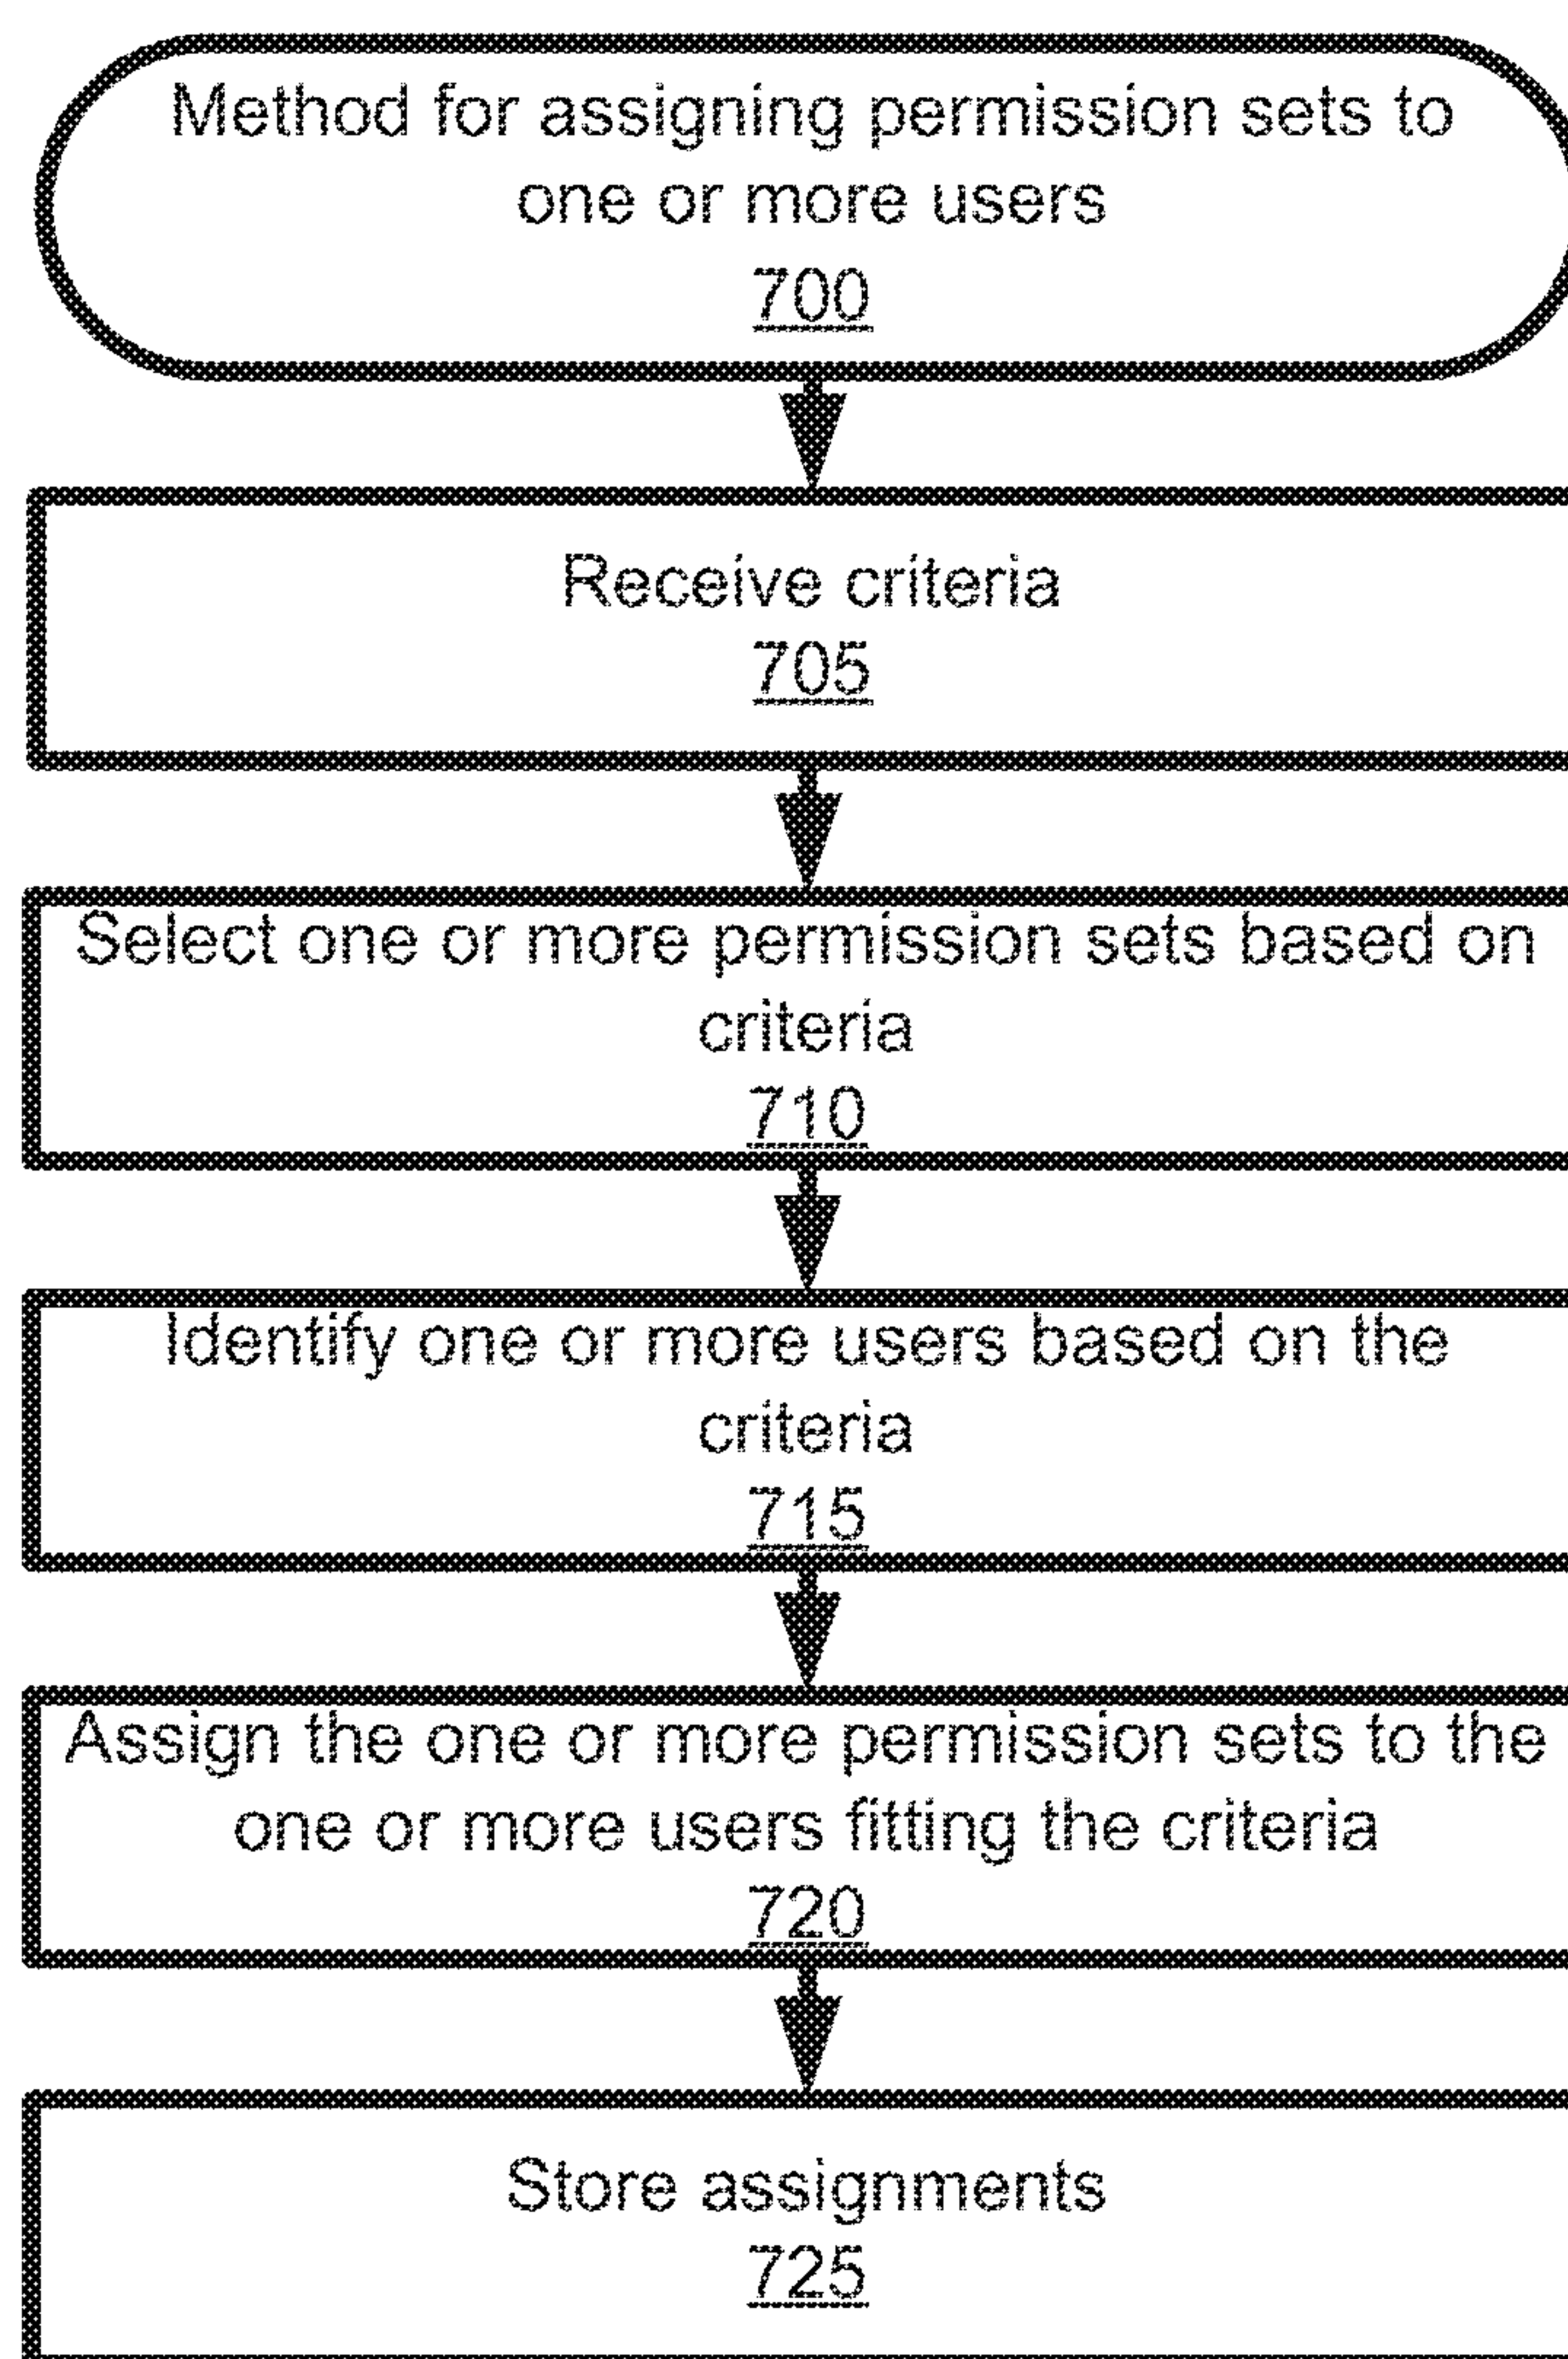 Method for assigning permission sets to
one or more users
700
Receive criteria
705
Select one or more permission sets based on
criteria
710
Identify one or more users based on the
criteria
715
Assign the one or more permission sets to the
one or more users fitting the criteria
720
Store assignments
725